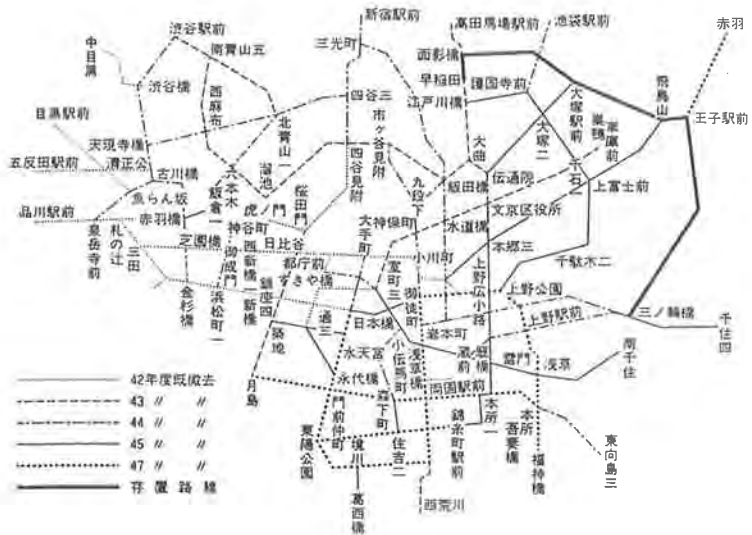 新宿駅前
高田馬場駅前
池袋駅前
赤羽
渋谷駅前
南青山五
三光町
面影橋
中目黒
渋谷橋
早稲田
護国寺前
飛鳥山
西麻布
四谷三
江戸川橋
大塚駅前
巣鴨
巣鴨車庫前
王子駅前
目黒駅前
北青山一
市ヶ谷見附
大曲
大塚二
千石一
天現寺橋
五反田駅前
清正公
古川橋
六本木
溜池
桜田門
四谷見附
九段下
飯田橋
伝通院
上富士前
魚らん坂
飯倉一
虎ノ門
文京区役所
品川駅前
赤羽橋
神谷町
大手町
神保町
水道橋
泉岳寺前
札の辻
三田
芝園橋
御成門
西新橋一
日比谷
小川町
本郷三
千駄木二
都庁前
すきや橋
室町三
御徒町
上野広小路
上野公園
金杉橋
浜松町一
新橋
銀座四
通三
日本橋
岩本町
上野駅前
三ノ輪橋
千住四
築地
水天宮
小伝馬町
浅草橋
蔵前
厩橋
雷門
浅草
南千住
月島
永代橋
両国駅前
門前仲町
森下町
本所一
東陽公園
境川
住吉二
錦糸町駅前
本所吾妻橋
福神橋
東向島三
葛西橋
西荒川
42年度既撤去
43 〃 〃
44 〃 〃
45 〃 〃
47 〃 〃
存置路線